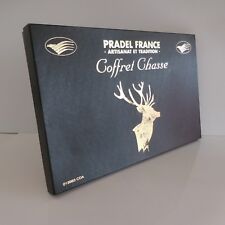 PRADEL FRANCE
- ARTISANAT ET TRADITION -
Coffret Chasse